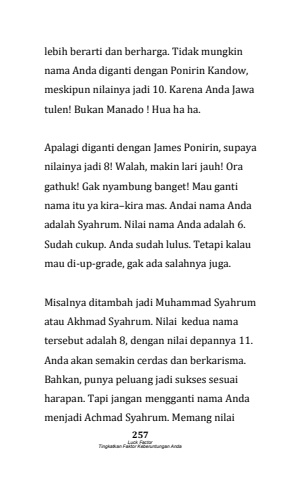 lebih berarti dan berharga. Tidak mungkin
nama Anda diganti dengan Ponirin Kandow,
meskipun nilainya jadi 10. Karena Anda Jawa
tulen! Bukan Manado ! Hua ha ha.
Apalagi diganti dengan James Ponirin, supaya
nilainya jadi 8! Walah, makin lari jauh! Ora
gathuk! Gak nyambung banget! Mau ganti
nama itu ya kira–kira mas. Andai nama Anda
adalah Syahrum. Nilai nama Anda adalah 6.
Sudah cukup. Anda sudah lulus. Tetapi kalau
mau di-up-grade, gak ada salahnya juga.
Misalnya ditambah jadi Muhammad Syahrum
atau Akhmad Syahrum. Nilai kedua nama
tersebut adalah 8, dengan nilai depannya 11.
Anda akan semakin cerdas dan berkarisma.
Bahkan, punya peluang jadi sukses sesuai
harapan. Tapi jangan mengganti nama Anda
menjadi Achmad Syahrum. Memang nilai
257
Luck Factor
Tingkatkan Faktor Keberuntungan Anda